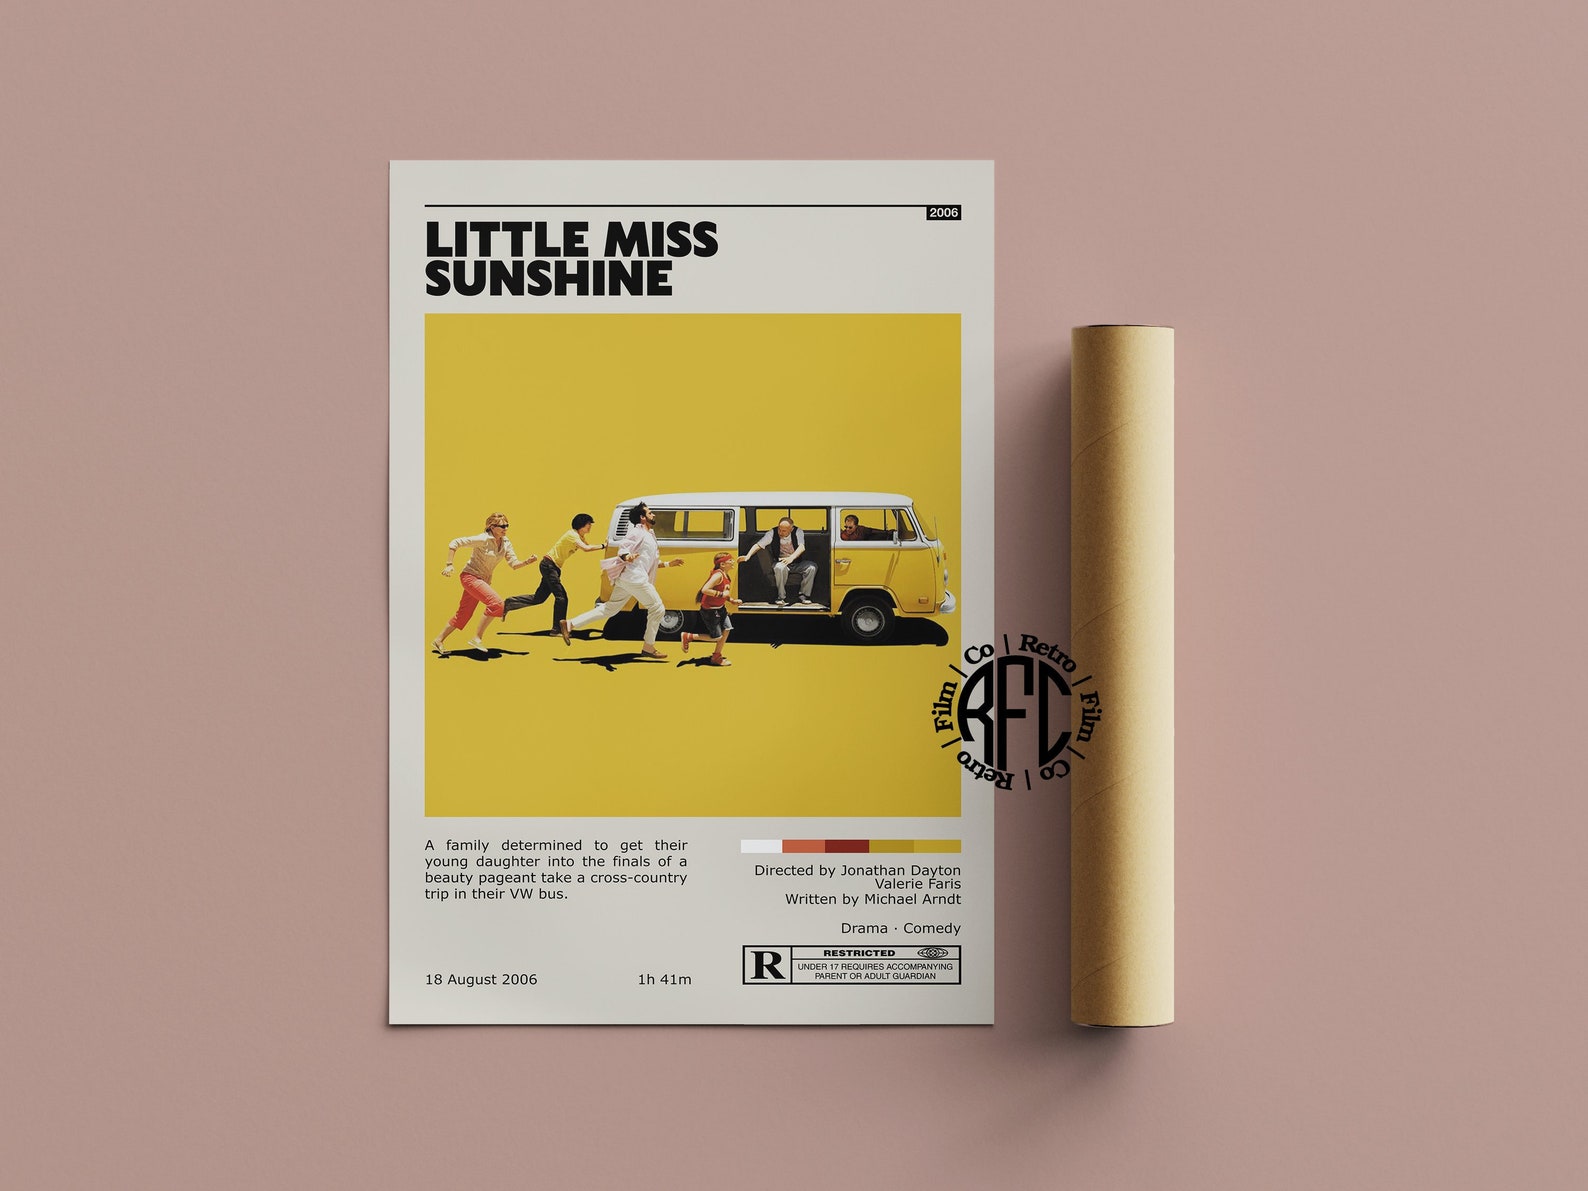 2006
LITTLE MISS
SUNSHINE
A family determined to get their
young daughter into the finals of a
beauty pageant take a cross-country
trip in their VW bus.
18 August 2006
1h 41m
Directed by Jonathan Dayton
Valerie Faris
Written by Michael Arndt
Drama · Comedy
R
RESTRICTED
UNDER 17 REQUIRES ACCOMPANYING
PARENT OR ADULT GUARDIAN
Retro | Film | Co | Retro | Film | Co |
RFC